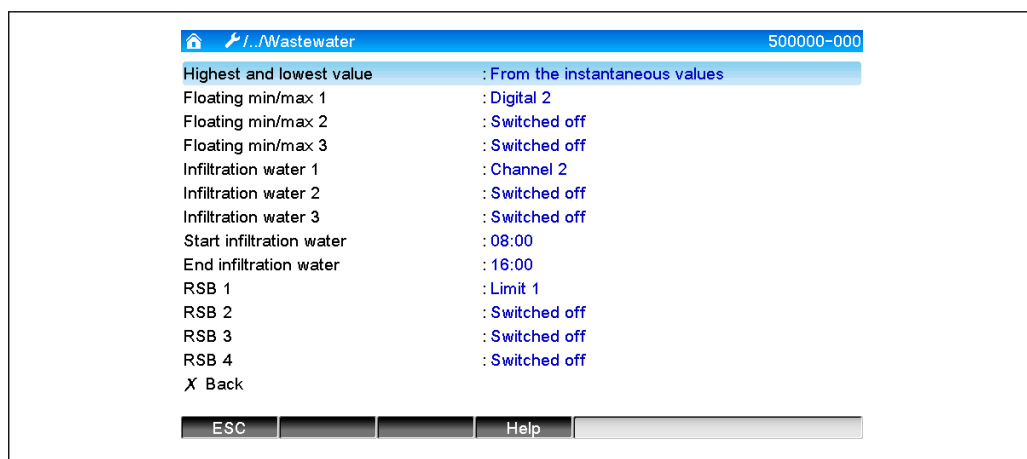 /../Wastewater 500000-000
Highest and lowest value : From the instantaneous values
Floating min/max 1 : Digital 2
Floating min/max 2 : Switched off
Floating min/max 3 : Switched off
Infiltration water 1 : Channel 2
Infiltration water 2 : Switched off
Infiltration water 3 : Switched off
Start infiltration water : 08:00
End infiltration water : 16:00
RSB 1 : Limit 1
RSB 2 : Switched off
RSB 3 : Switched off
RSB 4 : Switched off
X Back
ESC Help